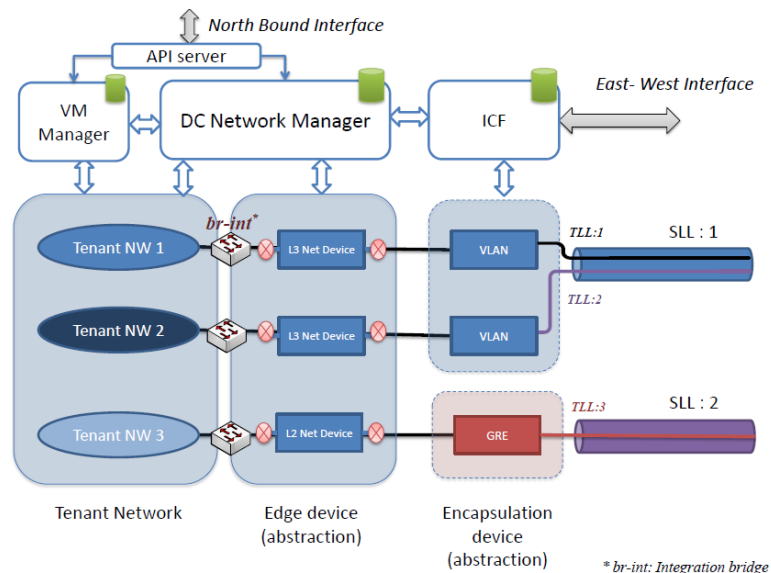 North Bound Interface
API server
VM
Manager
DC Network Manager
ICF
East- West Interface
br-int*
Tenant NW 1
L3 Net Device
VLAN
TLL:1
SLL : 1
TLL:2
Tenant NW 2
L3 Net Device
VLAN
Tenant NW 3
L2 Net Device
GRE
TLL:3
SLL : 2
Tenant Network
Edge device
(abstraction)
Encapsulation
device
(abstraction)
* br-int: Integration bridge